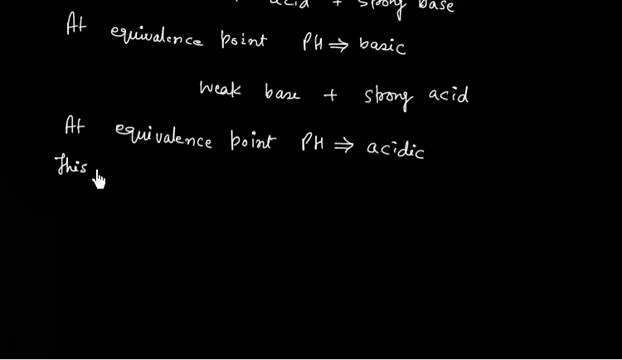 acid + strong base
At equivalence point PH ⇒ basic
weak base + strong acid
At equivalence point PH ⇒ acidic
This